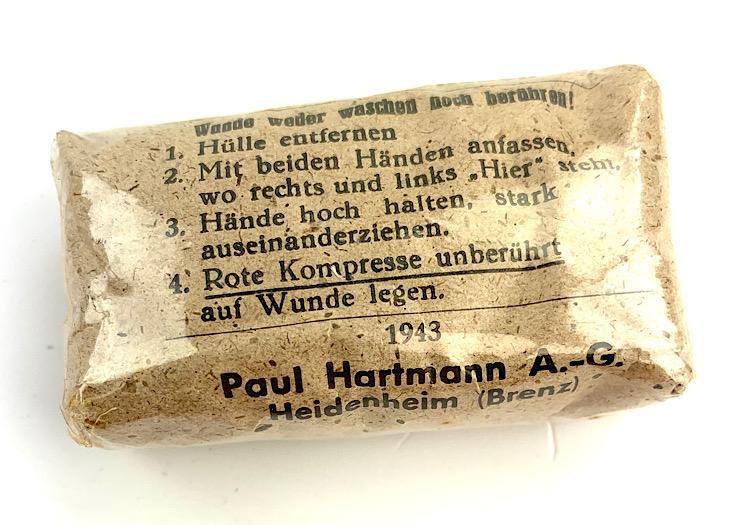 Wunde weder waschen noch berühren!
1. Hülle entfernen
2. Mit beiden Händen anfassen,
wo rechts und links „Hier“ steht,
3. Hände hoch halten, stark
auseinanderziehen.
4. Rote Kompresse unberührt
auf Wunde legen.
1943
Paul Hartmann A.-G.
Heidenheim (Brenz)